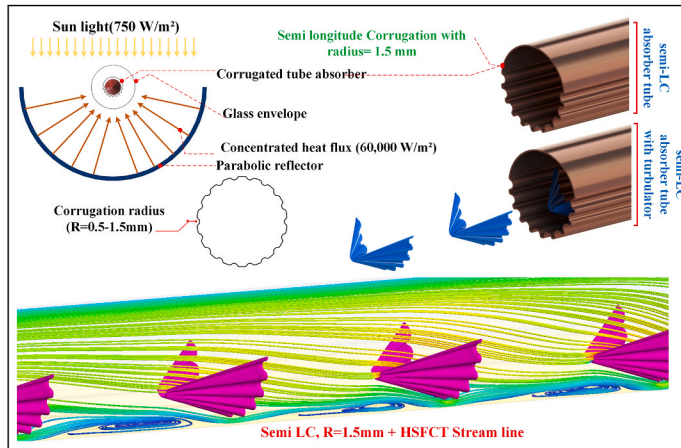 Sun light(750 W/m²)
Semi longitude Corrugation with
radius= 1.5 mm
Corrugated tube absorber
Glass envelope
Concentrated heat flux (60,000 W/m²)
Parabolic reflector
Corrugation radius
(R=0.5-1.5mm)
semi-LC
absorber tube
semi-LC
absorber tube
with turbulator
Semi LC, R=1.5mm + HSFCT Stream line